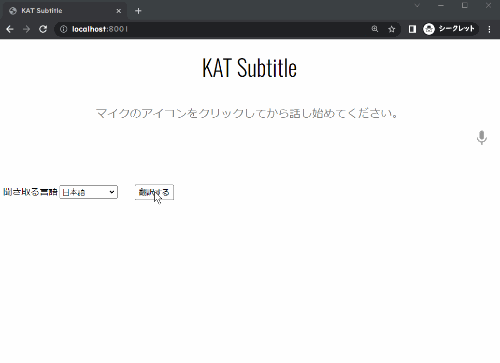 KAT Subtitle
localhost:8001
シークレット
KAT Subtitle
マイクのアイコンをクリックしてから話し始めてください。
聞き取る言語 日本語 翻訳する